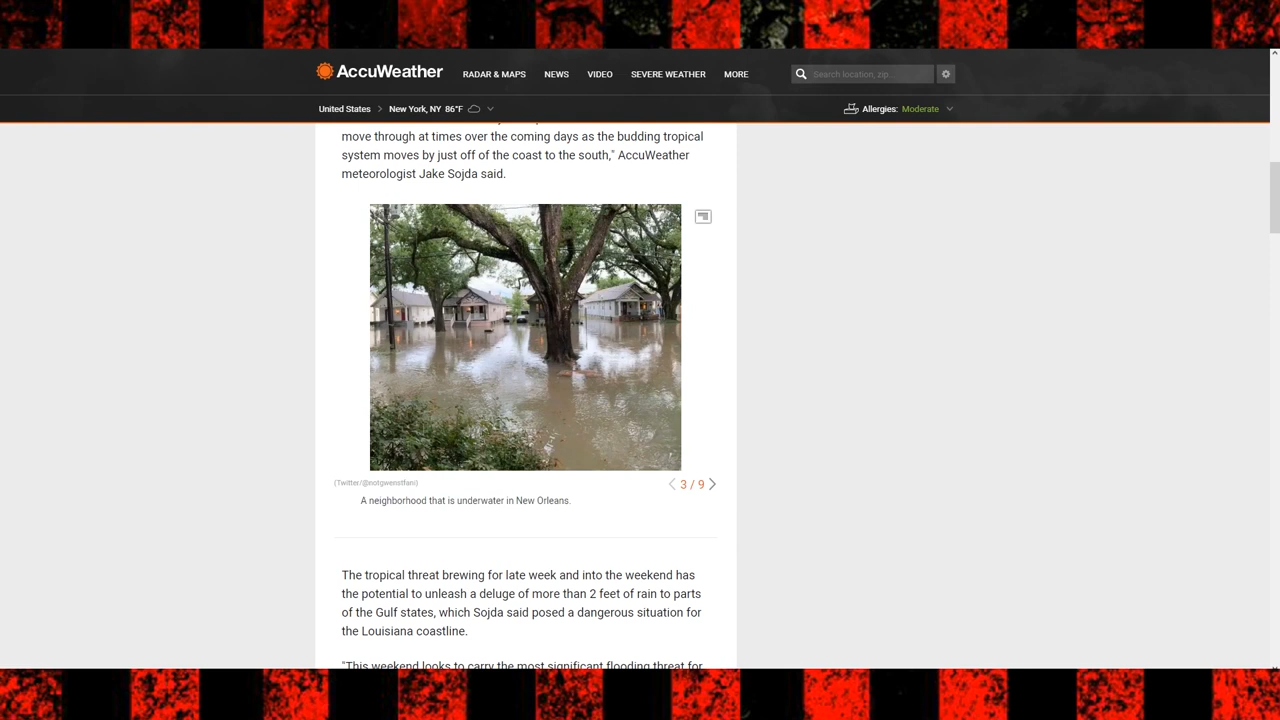 AccuWeather
RADAR & MAPS NEWS VIDEO SEVERE WEATHER MORE
Search location, zip...
United States > New York, NY 86°F
Allergies: Moderate
move through at times over the coming days as the budding tropical
system moves by just off of the coast to the south," AccuWeather
meteorologist Jake Sojda said.
(Twitter/@notgwenstfani)
3 / 9
A neighborhood that is underwater in New Orleans.
The tropical threat brewing for late week and into the weekend has
the potential to unleash a deluge of more than 2 feet of rain to parts
of the Gulf states, which Sojda said posed a dangerous situation for
the Louisiana coastline.
"This weekend looks to carry the most significant flooding threat for